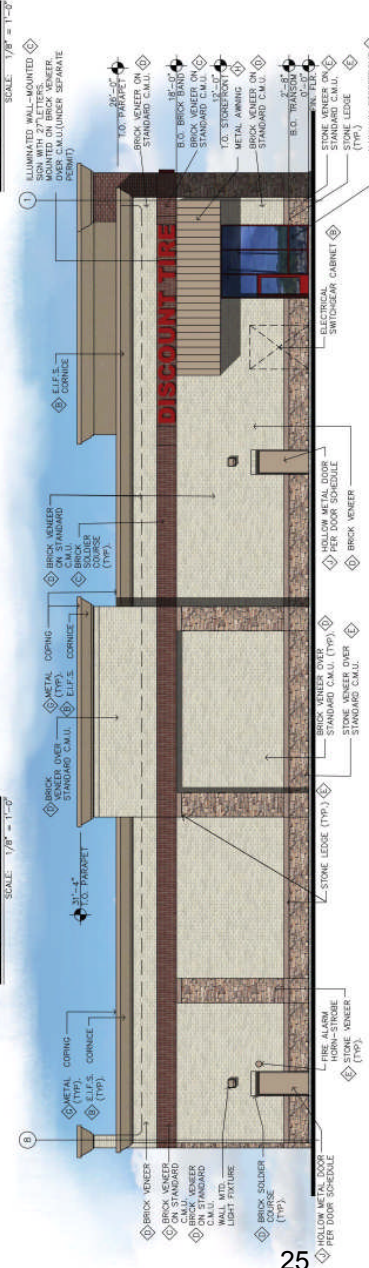 SCALE: 1/8" = 1'-0"
SCALE: 1/8" = 1'-0"
8
G METAL COPING
(TYP).
B E.I.F.S. CORNICE
(TYP).
31'-4"
T.O. PARAPET
D BRICK
VENEER OVER
STANDARD C.M.U.
G METAL COPING
(TYP).
B E.I.F.S. CORNICE
D BRICK VENEER
ON STANDARD
C.M.U.
C BRICK
SOLDIER
COURSE
(TYP).
B E.I.F.S.
CORNICE
1
ILLUMINATED WALL-MOUNTED C
SIGN WITH 27" LETTERS,
MOUNTED ON BRICK VENEER,
OVER C.M.U.(UNDER SEPARATE
PERMIT)
26'-0"
T.O. PARAPET
BRICK VENEER ON D
STANDARD C.M.U.
18'-0"
B.O. BRICK BAND
BRICK VENEER ON C
STANDARD C.M.U.
12'-0"
T.O. STOREFRONT
METAL AWNING H
BRICK VENEER ON D
STANDARD C.M.U.
2'-8"
B.O. TRANSOM
0'-0"
FIN. FLR.
STONE VENEER ON E
STANDARD C.M.U.
STONE LEDGE E
(TYP.)
DISCOUNT TIRE
D BRICK VENEER
C BRICK VENEER
ON STANDARD
C.M.U.
D BRICK VENEER
ON STANDARD
C.M.U.
WALL MTD.
LIGHT FIXTURE
D BRICK SOLDIER
COURSE
(TYP).
J HOLLOW METAL DOOR
PER DOOR SCHEDULE
FIRE ALARM
HORN-STROBE
E STONE VENEER
(TYP).
STONE LEDGE (TYP.) E
BRICK VENEER OVER
STANDARD C.M.U. (TYP). D
STONE VENEER OVER E
STANDARD C.M.U.
J HOLLOW METAL DOOR
PER DOOR SCHEDULE
D BRICK VENEER
ELECTRICAL
SWITCHGEAR CABINET B
25